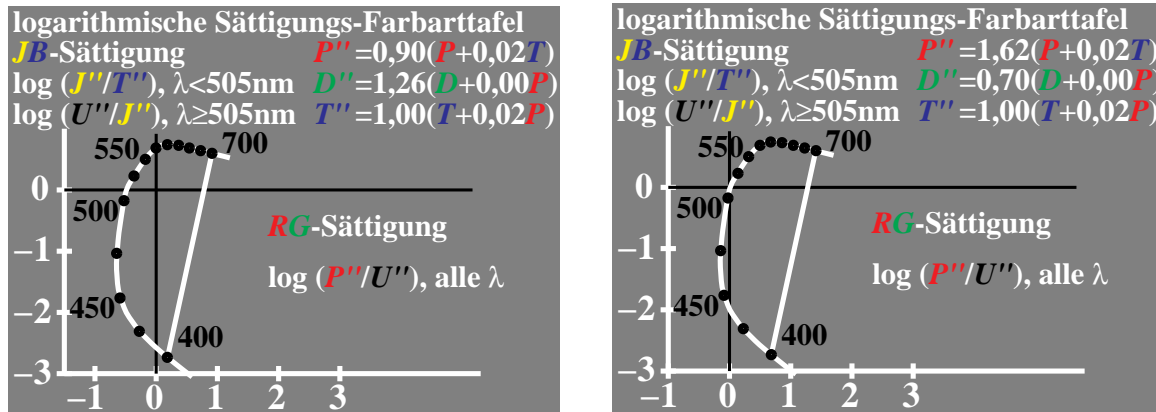 logarithmische Sättigungs-Farbarttafel
JB-Sättigung P''=0,90(P+0,02T)
log (J''/T''), λ<505nm D''=1,26(D+0,00P)
log (U''/J''), λ≥505nm T''=1,00(T+0,02P)
550 700
0
500
RG-Sättigung
−1
log (P''/U''), alle λ
450
−2
400
−3
−1 0 1 2 3
logarithmische Sättigungs-Farbarttafel
JB-Sättigung P''=1,62(P+0,02T)
log (J''/T''), λ<505nm D''=0,70(D+0,00P)
log (U''/J''), λ≥505nm T''=1,00(T+0,02P)
550 700
0
500
RG-Sättigung
−1
log (P''/U''), alle λ
450
−2
400
−3
−1 0 1 2 3